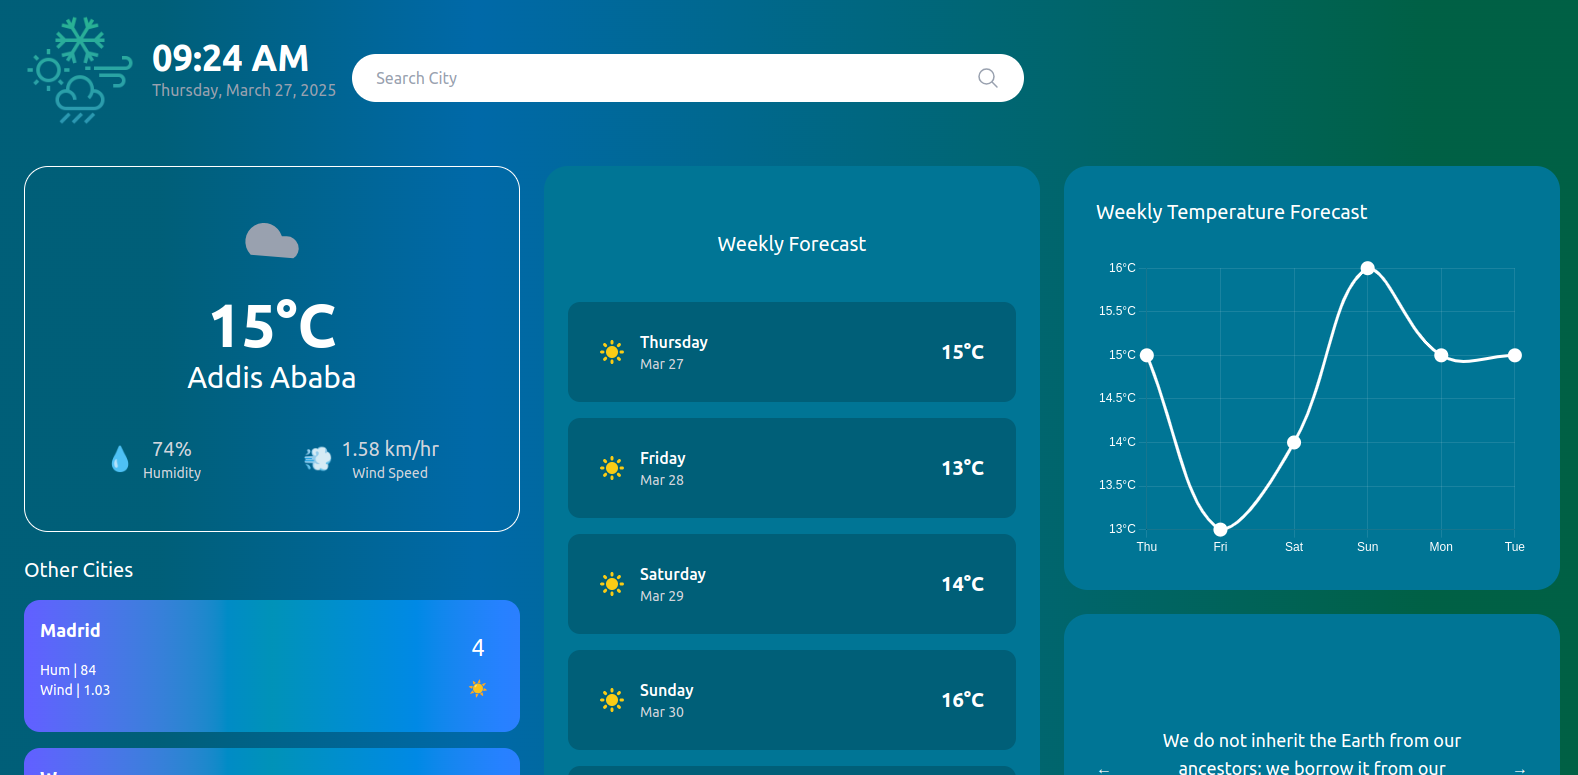 09:24 AM
Thursday, March 27, 2025
Search City
15°C
Addis Ababa
74%
Humidity
1.58 km/hr
Wind Speed
Other Cities
Madrid
Hum | 84
Wind | 1.03
4
Weekly Forecast
Thursday
Mar 27
15°C
Friday
Mar 28
13°C
Saturday
Mar 29
14°C
Sunday
Mar 30
16°C
Weekly Temperature Forecast
16°C
15.5°C
15°C
14.5°C
14°C
13.5°C
13°C
Thu Fri Sat Sun Mon Tue
We do not inherit the Earth from our
← ancestors; we borrow it from our →